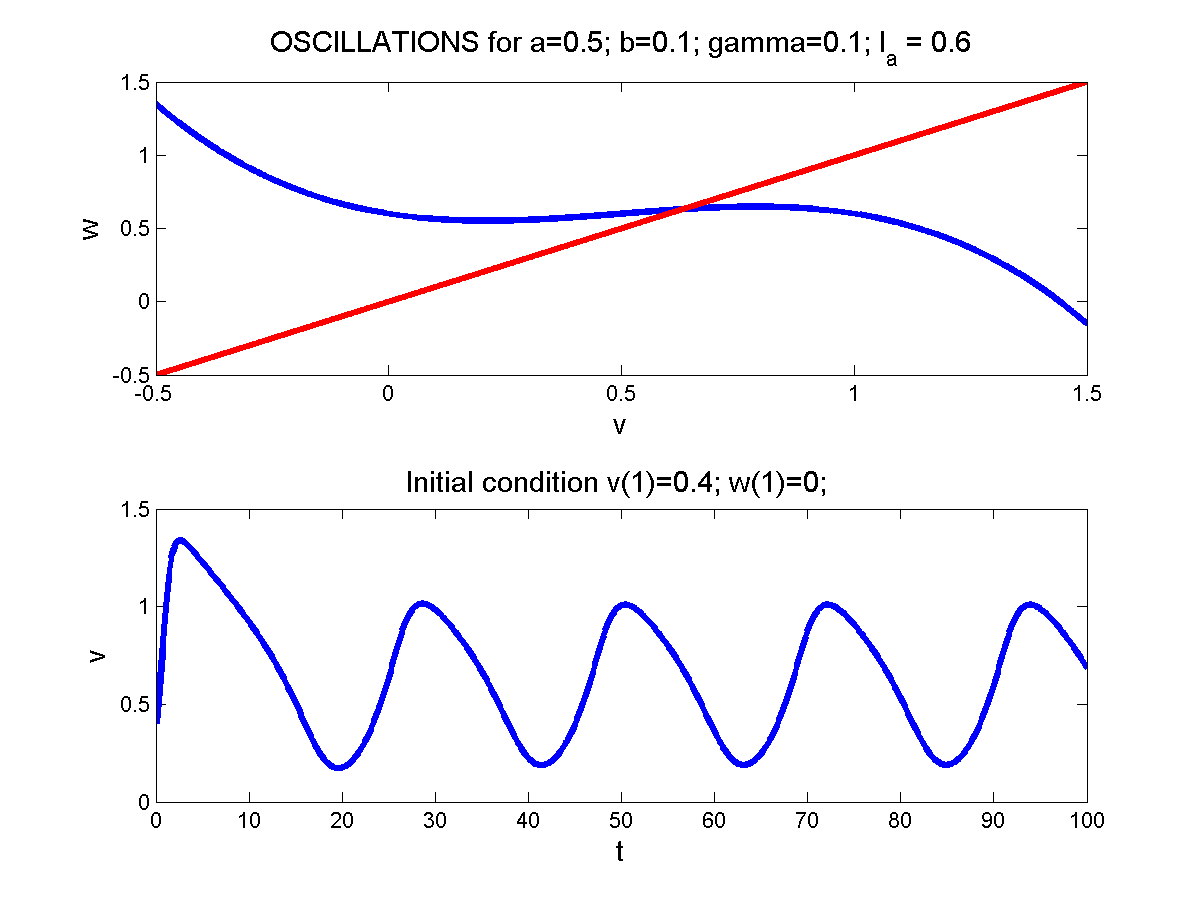 OSCILLATIONS for a=0.5; b=0.1; gamma=0.1; I_a = 0.6
1.5
1
0.5
0
-0.5
w
-0.5 0 0.5 1 1.5
v
Initial condition v(1)=0.4; w(1)=0;
1.5
1
0.5
0
v
0 10 20 30 40 50 60 70 80 90 100
t